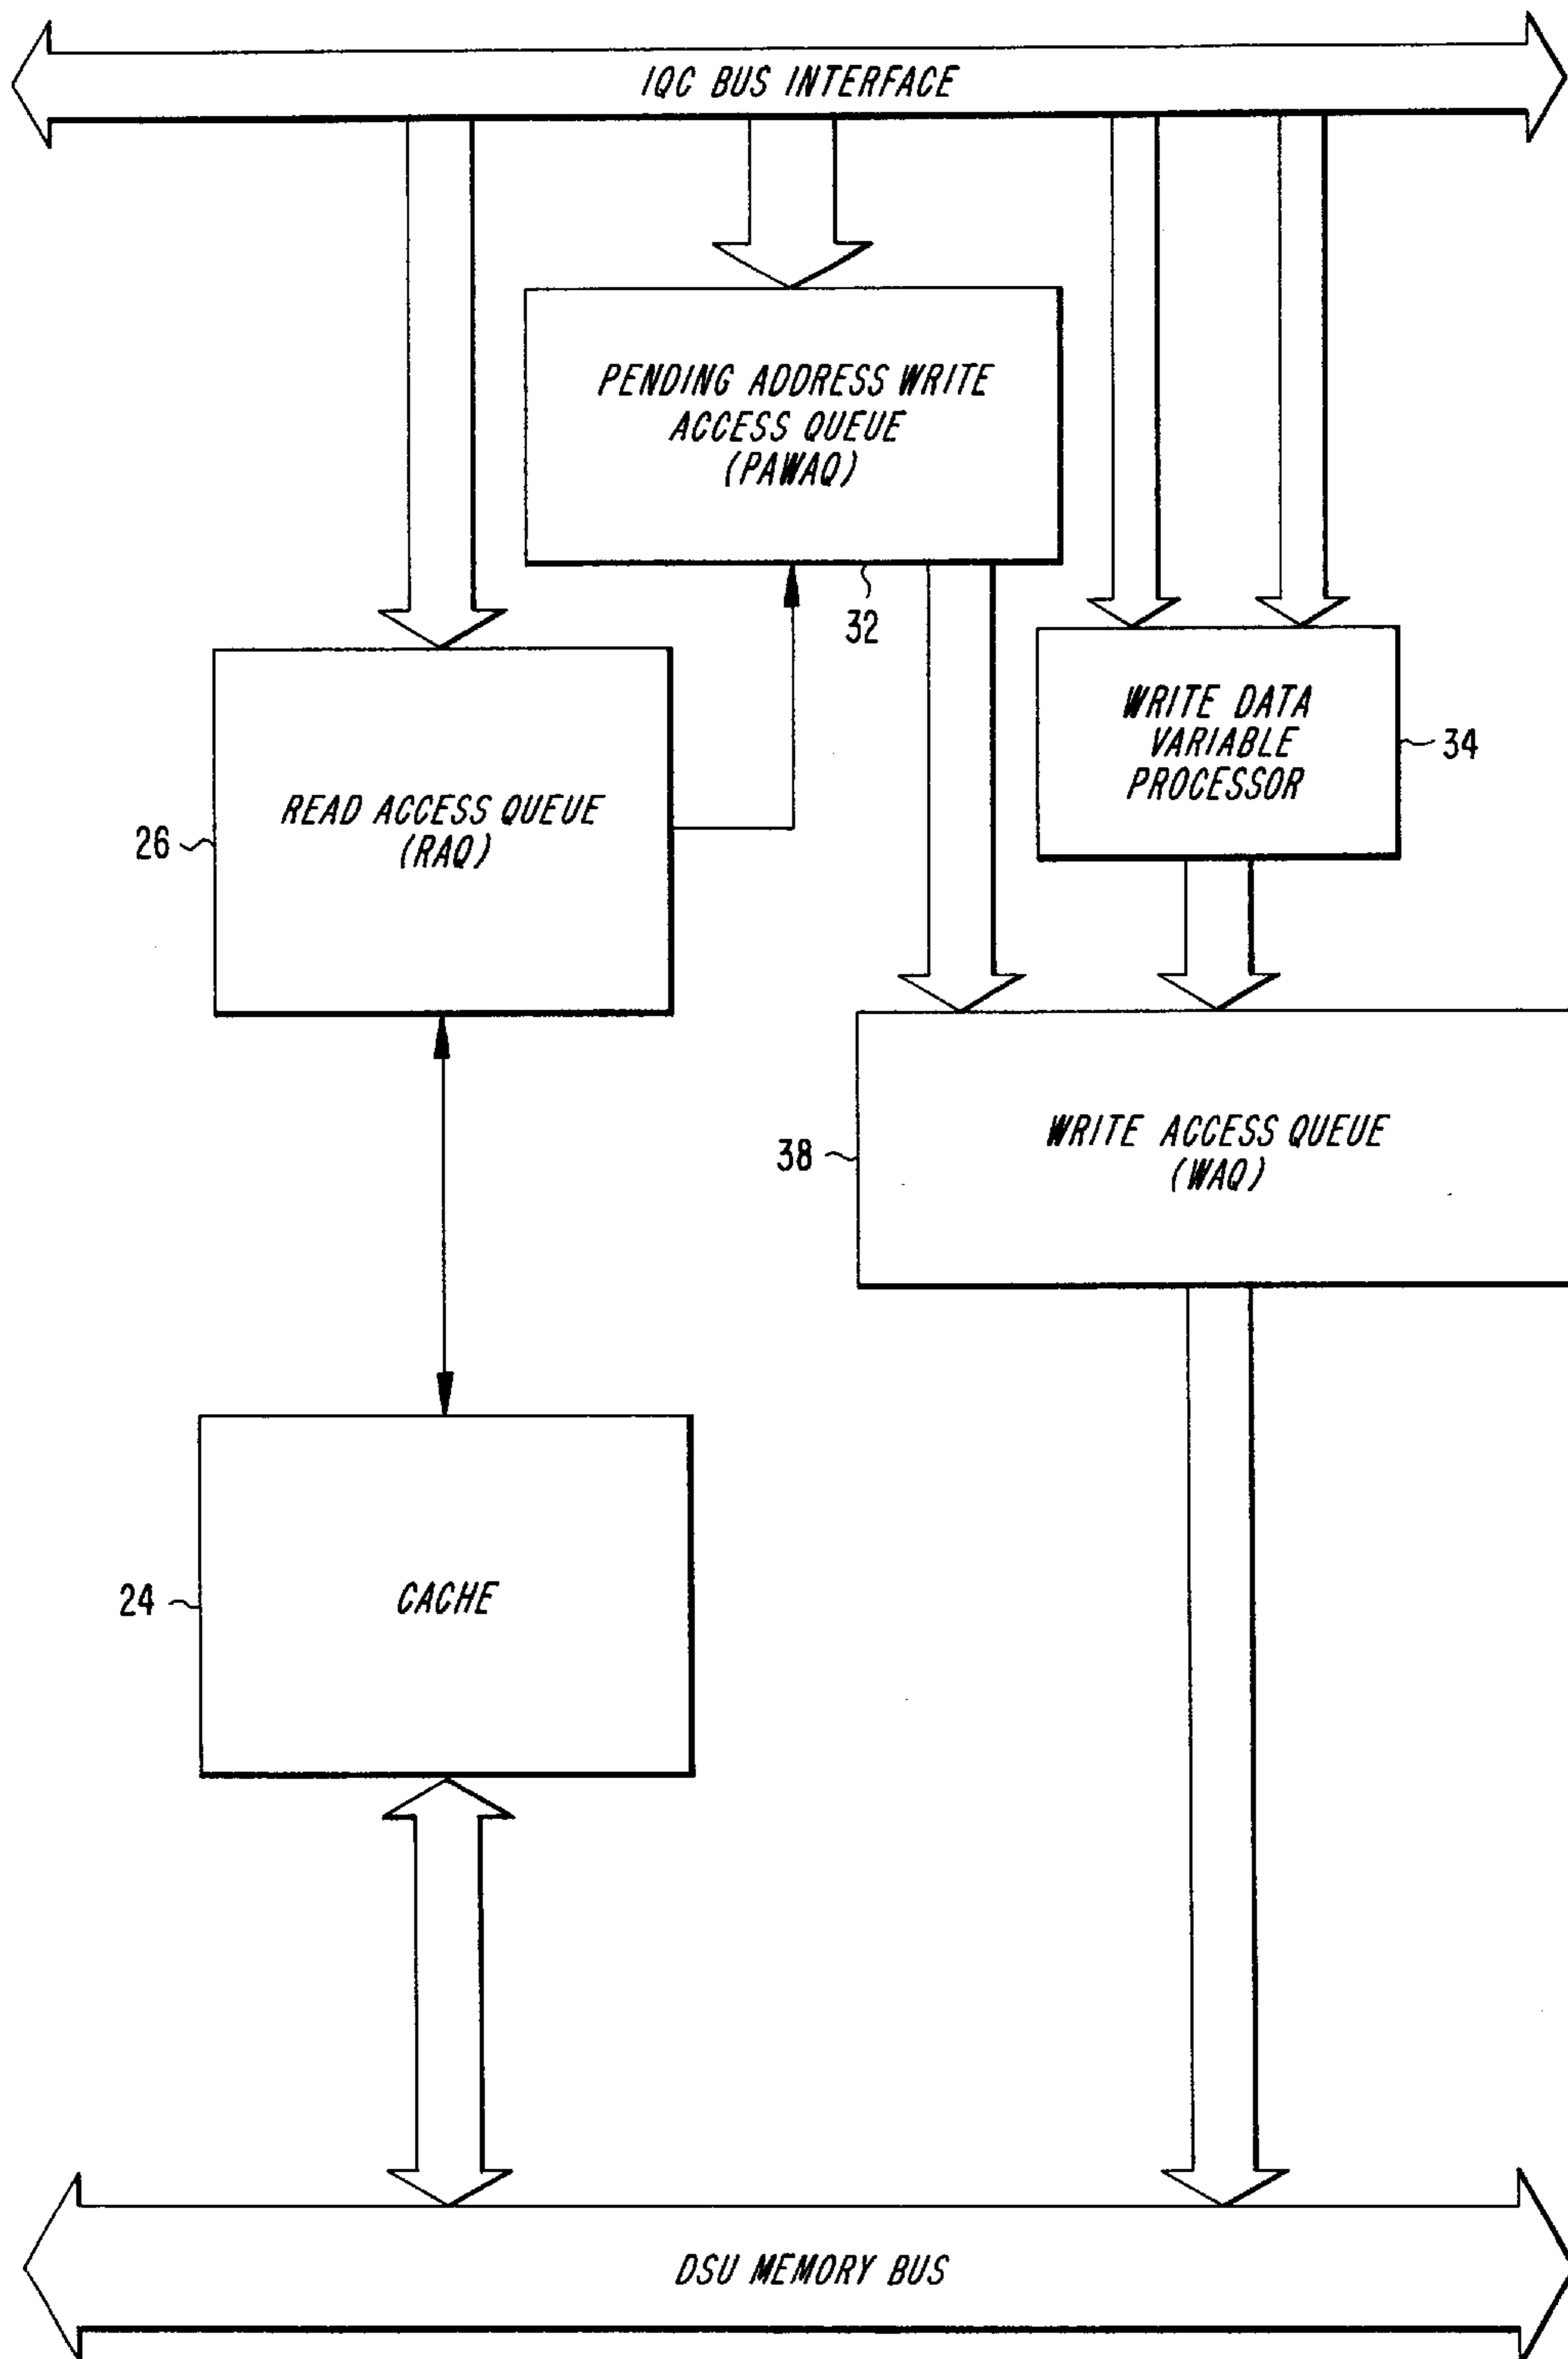 IQC BUS INTERFACE
PENDING ADDRESS WRITE
ACCESS QUEUE
(PAWAQ)
32
WRITE DATA
VARIABLE
PROCESSOR
34
READ ACCESS QUEUE
(RAQ)
26
WRITE ACCESS QUEUE
(WAQ)
38
CACHE
24
DSU MEMORY BUS